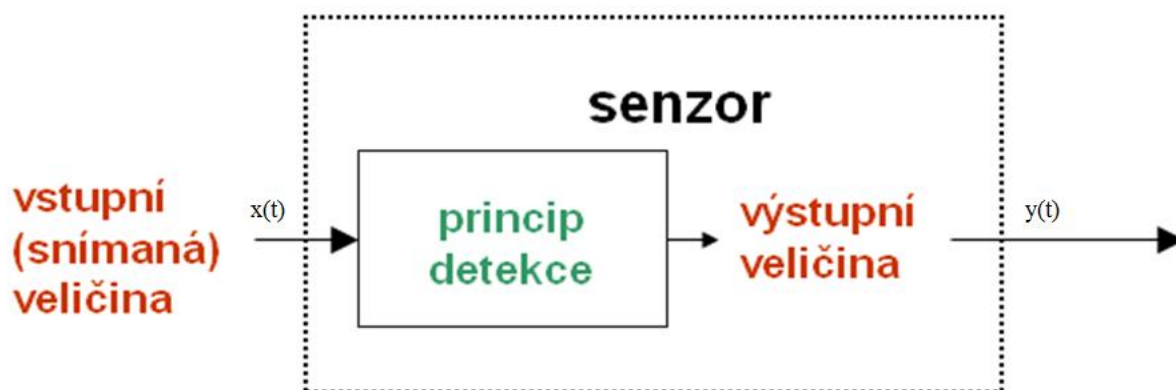 senzor
vstupní
(snímaná)
veličina
x(t)
princip
detekce
výstupní
veličina
y(t)